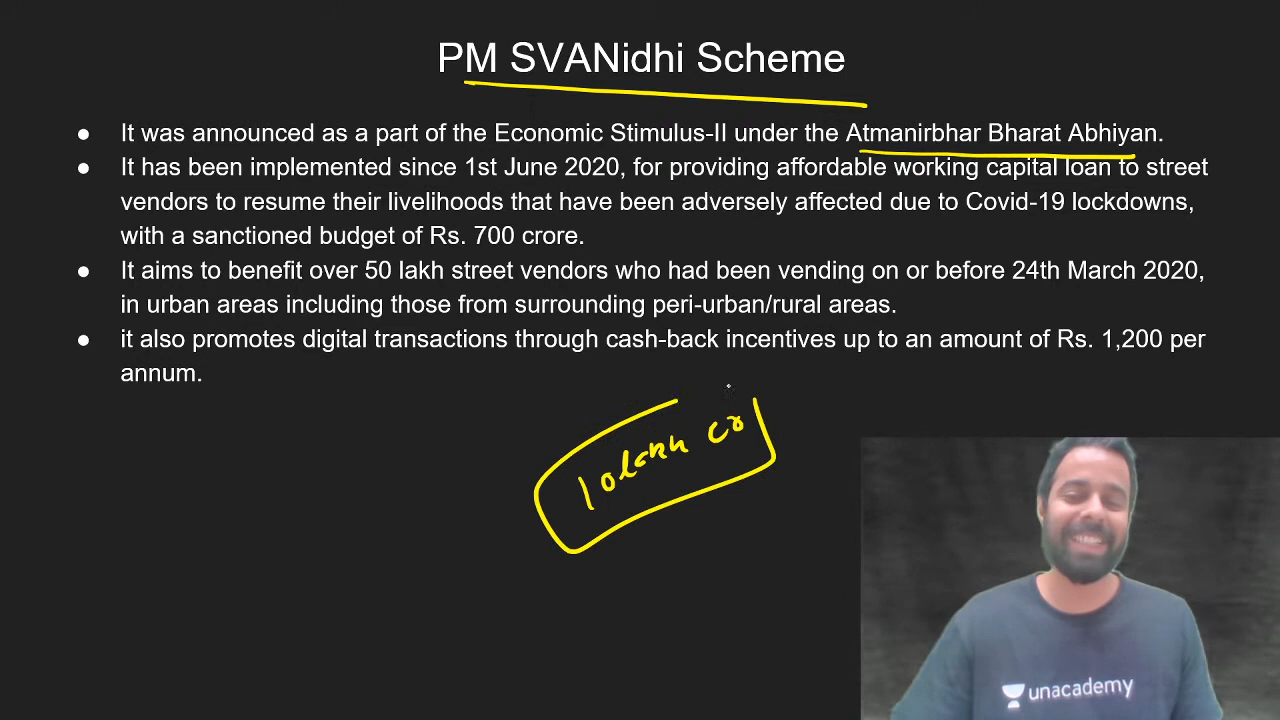 PM SVANidhi Scheme
● It was announced as a part of the Economic Stimulus-II under the Atmanirbhar Bharat Abhiyan.
● It has been implemented since 1st June 2020, for providing affordable working capital loan to street
vendors to resume their livelihoods that have been adversely affected due to Covid-19 lockdowns,
with a sanctioned budget of Rs. 700 crore.
● It aims to benefit over 50 lakh street vendors who had been vending on or before 24th March 2020,
in urban areas including those from surrounding peri-urban/rural areas.
● it also promotes digital transactions through cash-back incentives up to an amount of Rs. 1,200 per
annum.
10 lakh cr
unacademy